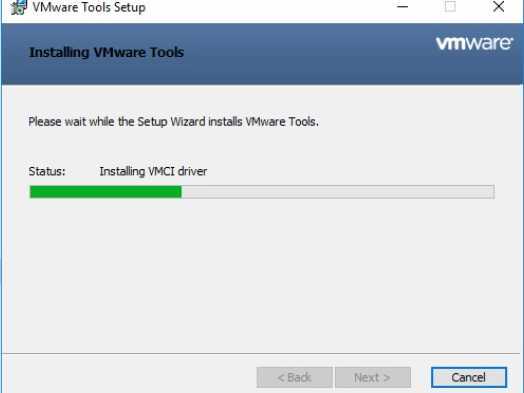 VMware Tools Setup
Installing VMware Tools
vmware
Please wait while the Setup Wizard installs VMware Tools.
Status: Installing VMCI driver
< Back Next > Cancel